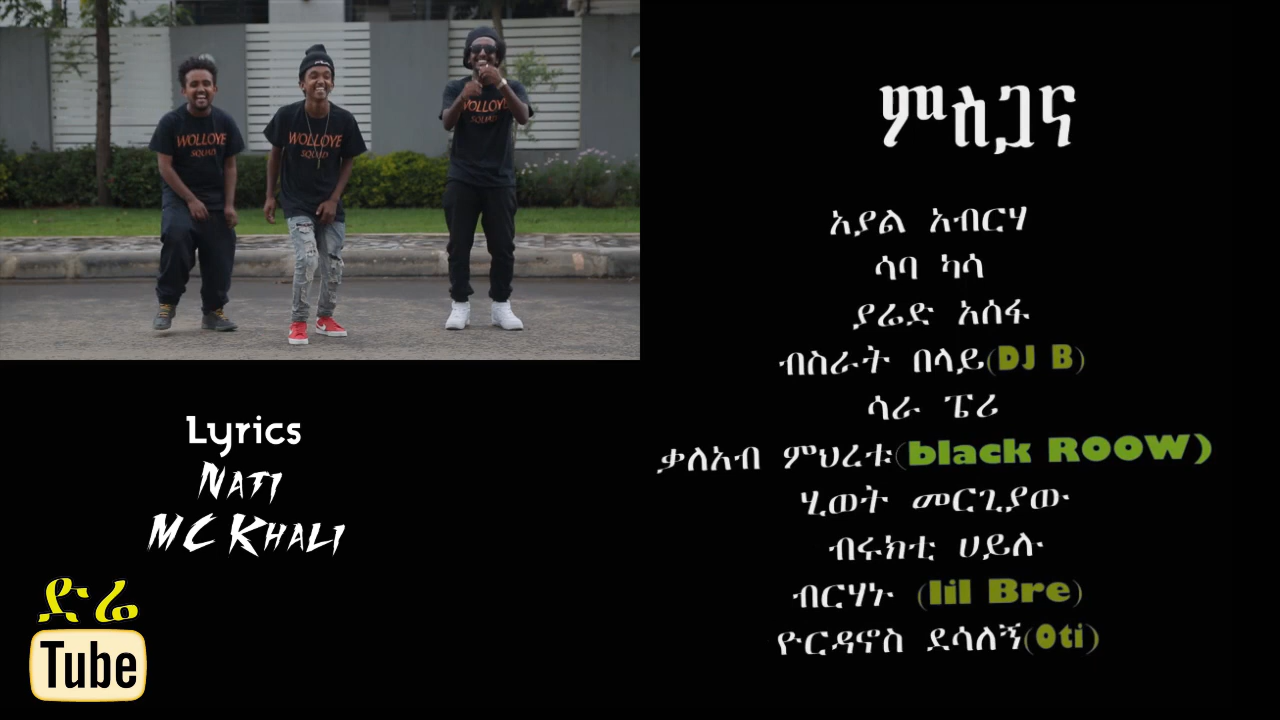 WOLLOYE
SQUAD
WOLLOYE
SQUAD
WOLLOYE
SQUAD
Lyrics
Nati
MC Khali
ድሬ
Tube
ምስጋና
አያል አብርሃ
ሳባ ካሳ
ያሬድ አሰፋ
ብስራት በላይ(DJ B)
ሳራ ፔሪ
ቃለአብ ምህረቱ(black ROOW)
ሂወት መርጊያው
ብሩክቲ ሀይሉ
ብርሃኑ (lil Bre)
ዮርዳኖስ ደሳለኝ(Oti)